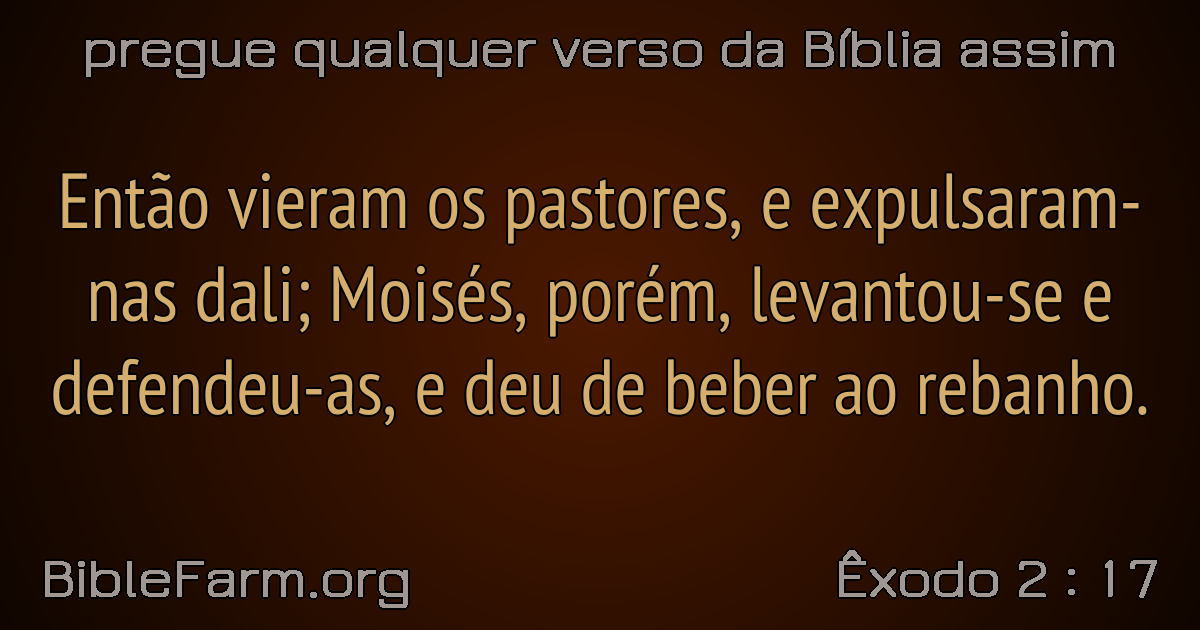 pregue qualquer verso da Bíblia assim
Então vieram os pastores, e expulsaram-
nas dali; Moisés, porém, levantou-se e
defendeu-as, e deu de beber ao rebanho.
BibleFarm.org
Êxodo 2 : 17